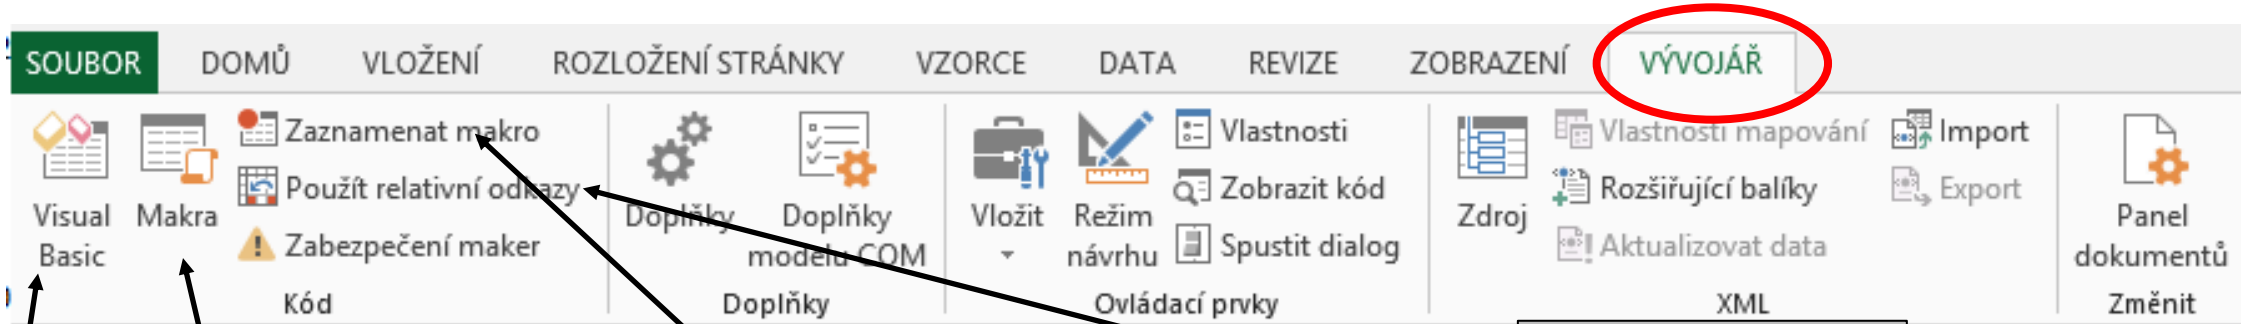 SOUBOR DOMŮ VLOŽENÍ ROZLOŽENÍ STRÁNKY VZORCE DATA REVIZE ZOBRAZENÍ VÝVOJÁŘ
Visual
Basic
Makra
Zaznamenat makro
Použít relativní odkazy
Zabezpečení maker
Kód
Doplňky
Doplňky
modelu COM
Doplňky
Vložit
Režim
návrhu
Vlastnosti
Zobrazit kód
Spustit dialog
Ovládací prvky
Zdroj
Vlastnosti mapování
Rozšiřující balíky
Aktualizovat data
Import
Export
XML
Panel
dokumentů
Změnit